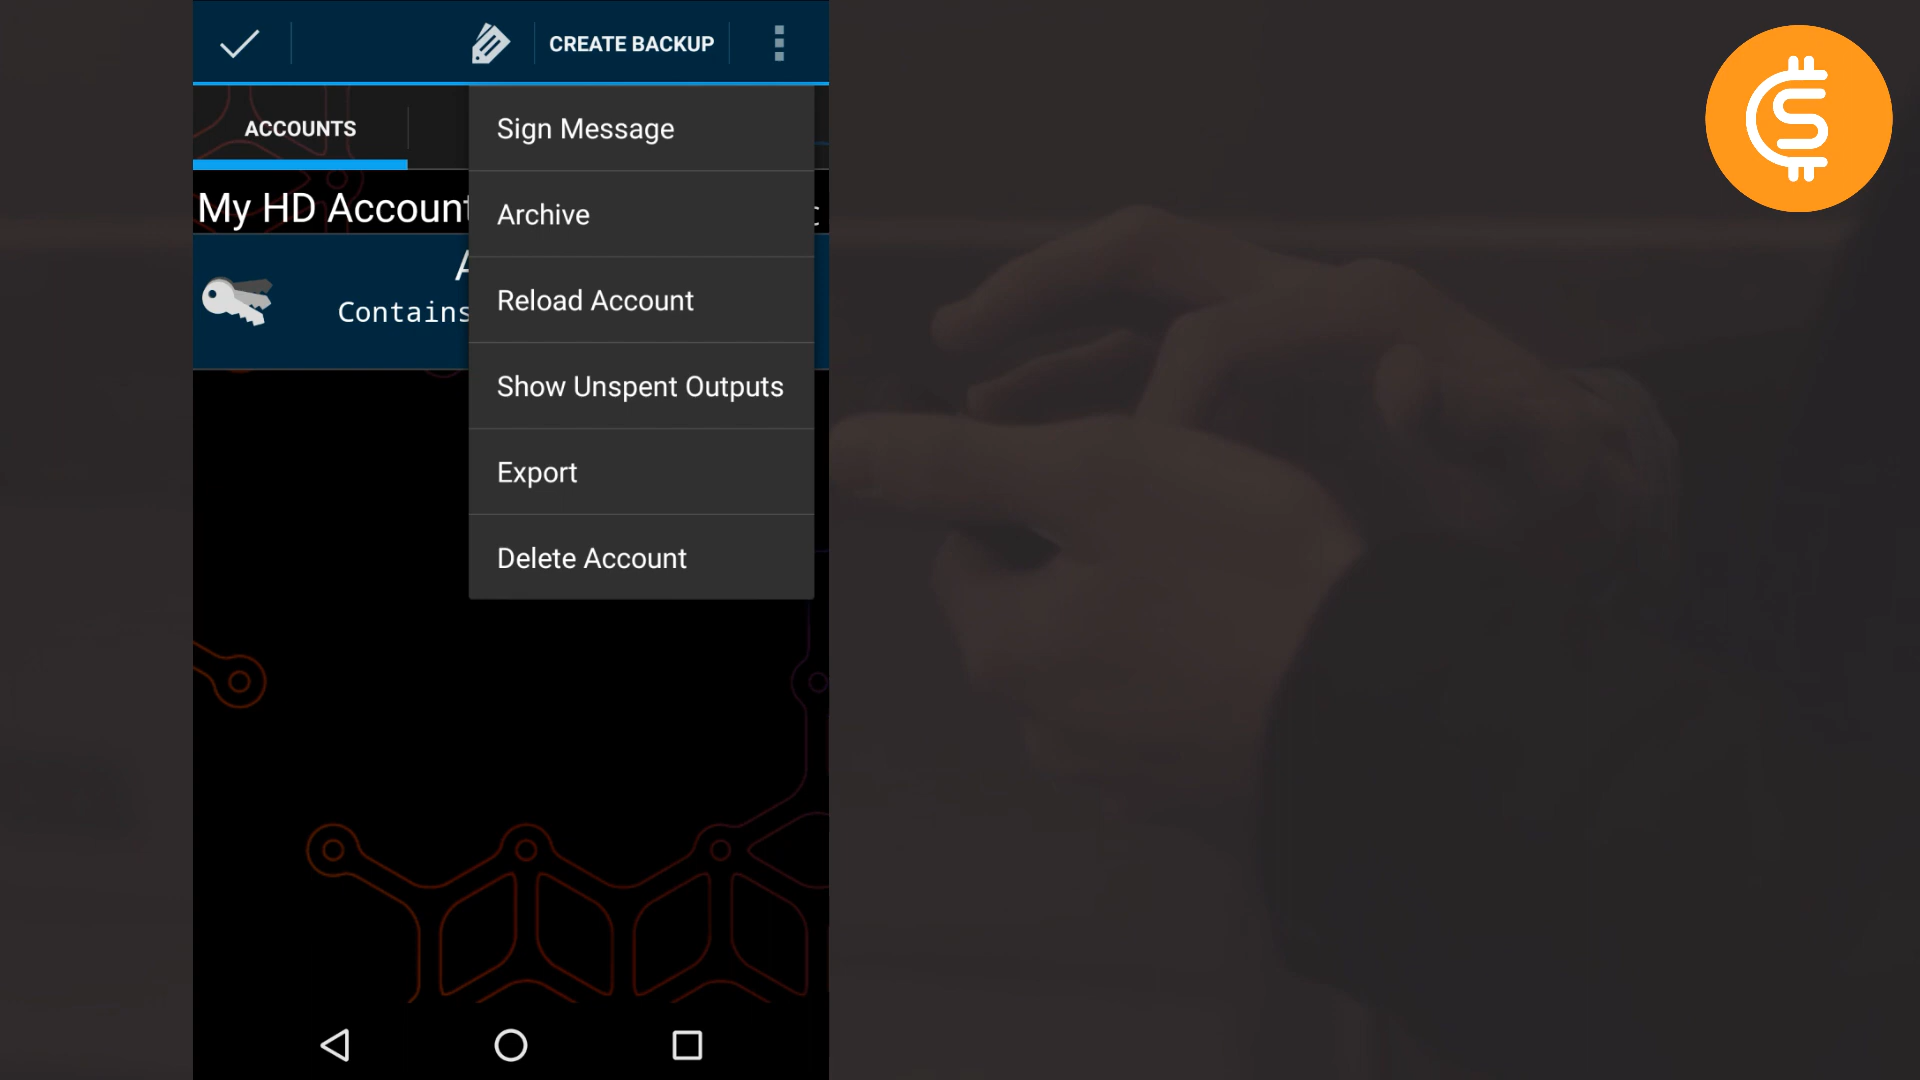 CREATE BACKUP
ACCOUNTS
Sign Message
My HD Account
Archive
Contains
Reload Account
Show Unspent Outputs
Export
Delete Account